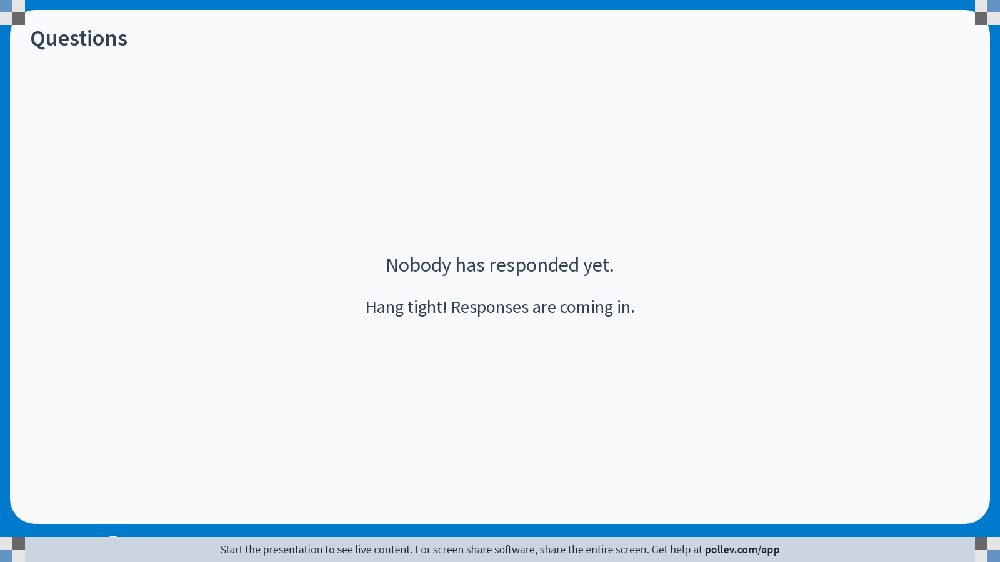 Questions
Nobody has responded yet.
Hang tight! Responses are coming in.
Start the presentation to see live content. For screen share software, share the entire screen. Get help at pollev.com/app